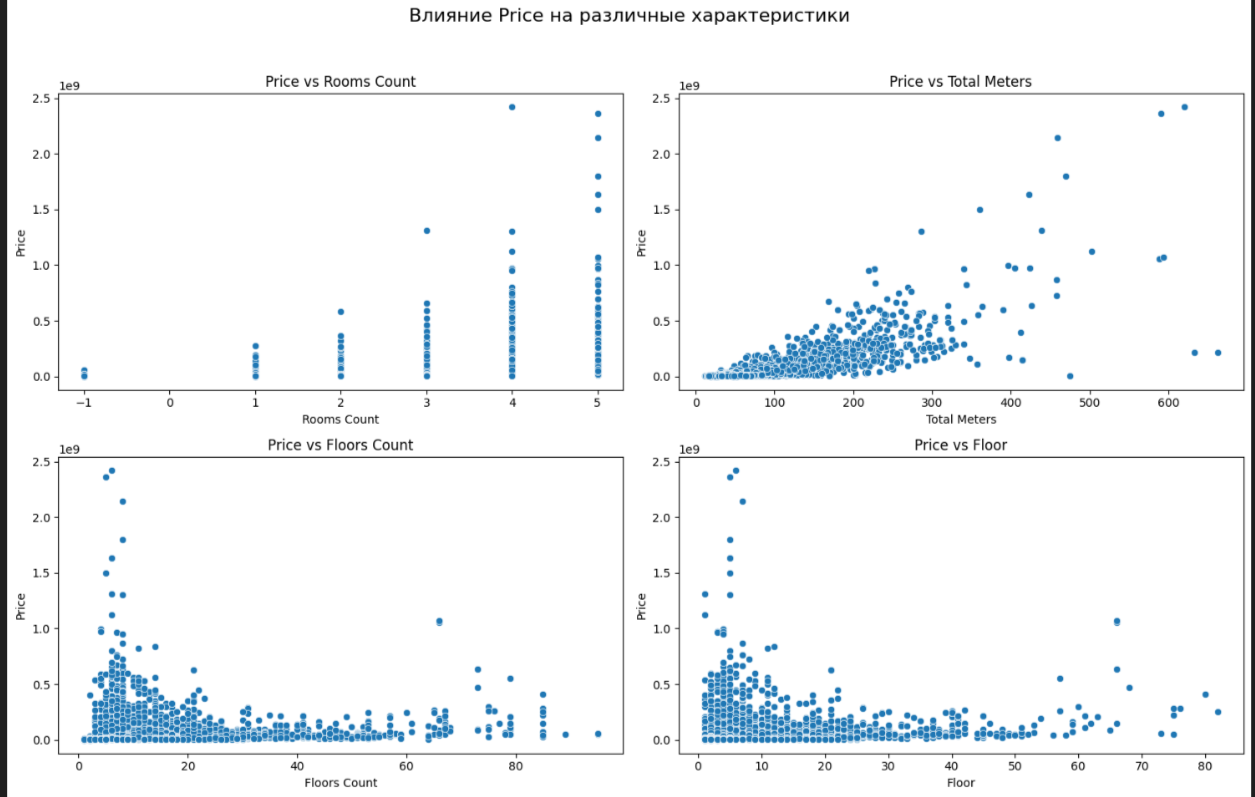 Влияние Price на различные характеристики
Price vs Rooms Count
1e9
2.5
2.0
1.5
1.0
0.5
0.0
Price
−1 0 1 2 3 4 5
Rooms Count
Price vs Total Meters
1e9
2.5
2.0
1.5
1.0
0.5
0.0
Price
0 100 200 300 400 500 600
Total Meters
Price vs Floors Count
1e9
2.5
2.0
1.5
1.0
0.5
0.0
Price
0 20 40 60 80
Floors Count
Price vs Floor
1e9
2.5
2.0
1.5
1.0
0.5
0.0
Price
0 10 20 30 40 50 60 70 80
Floor